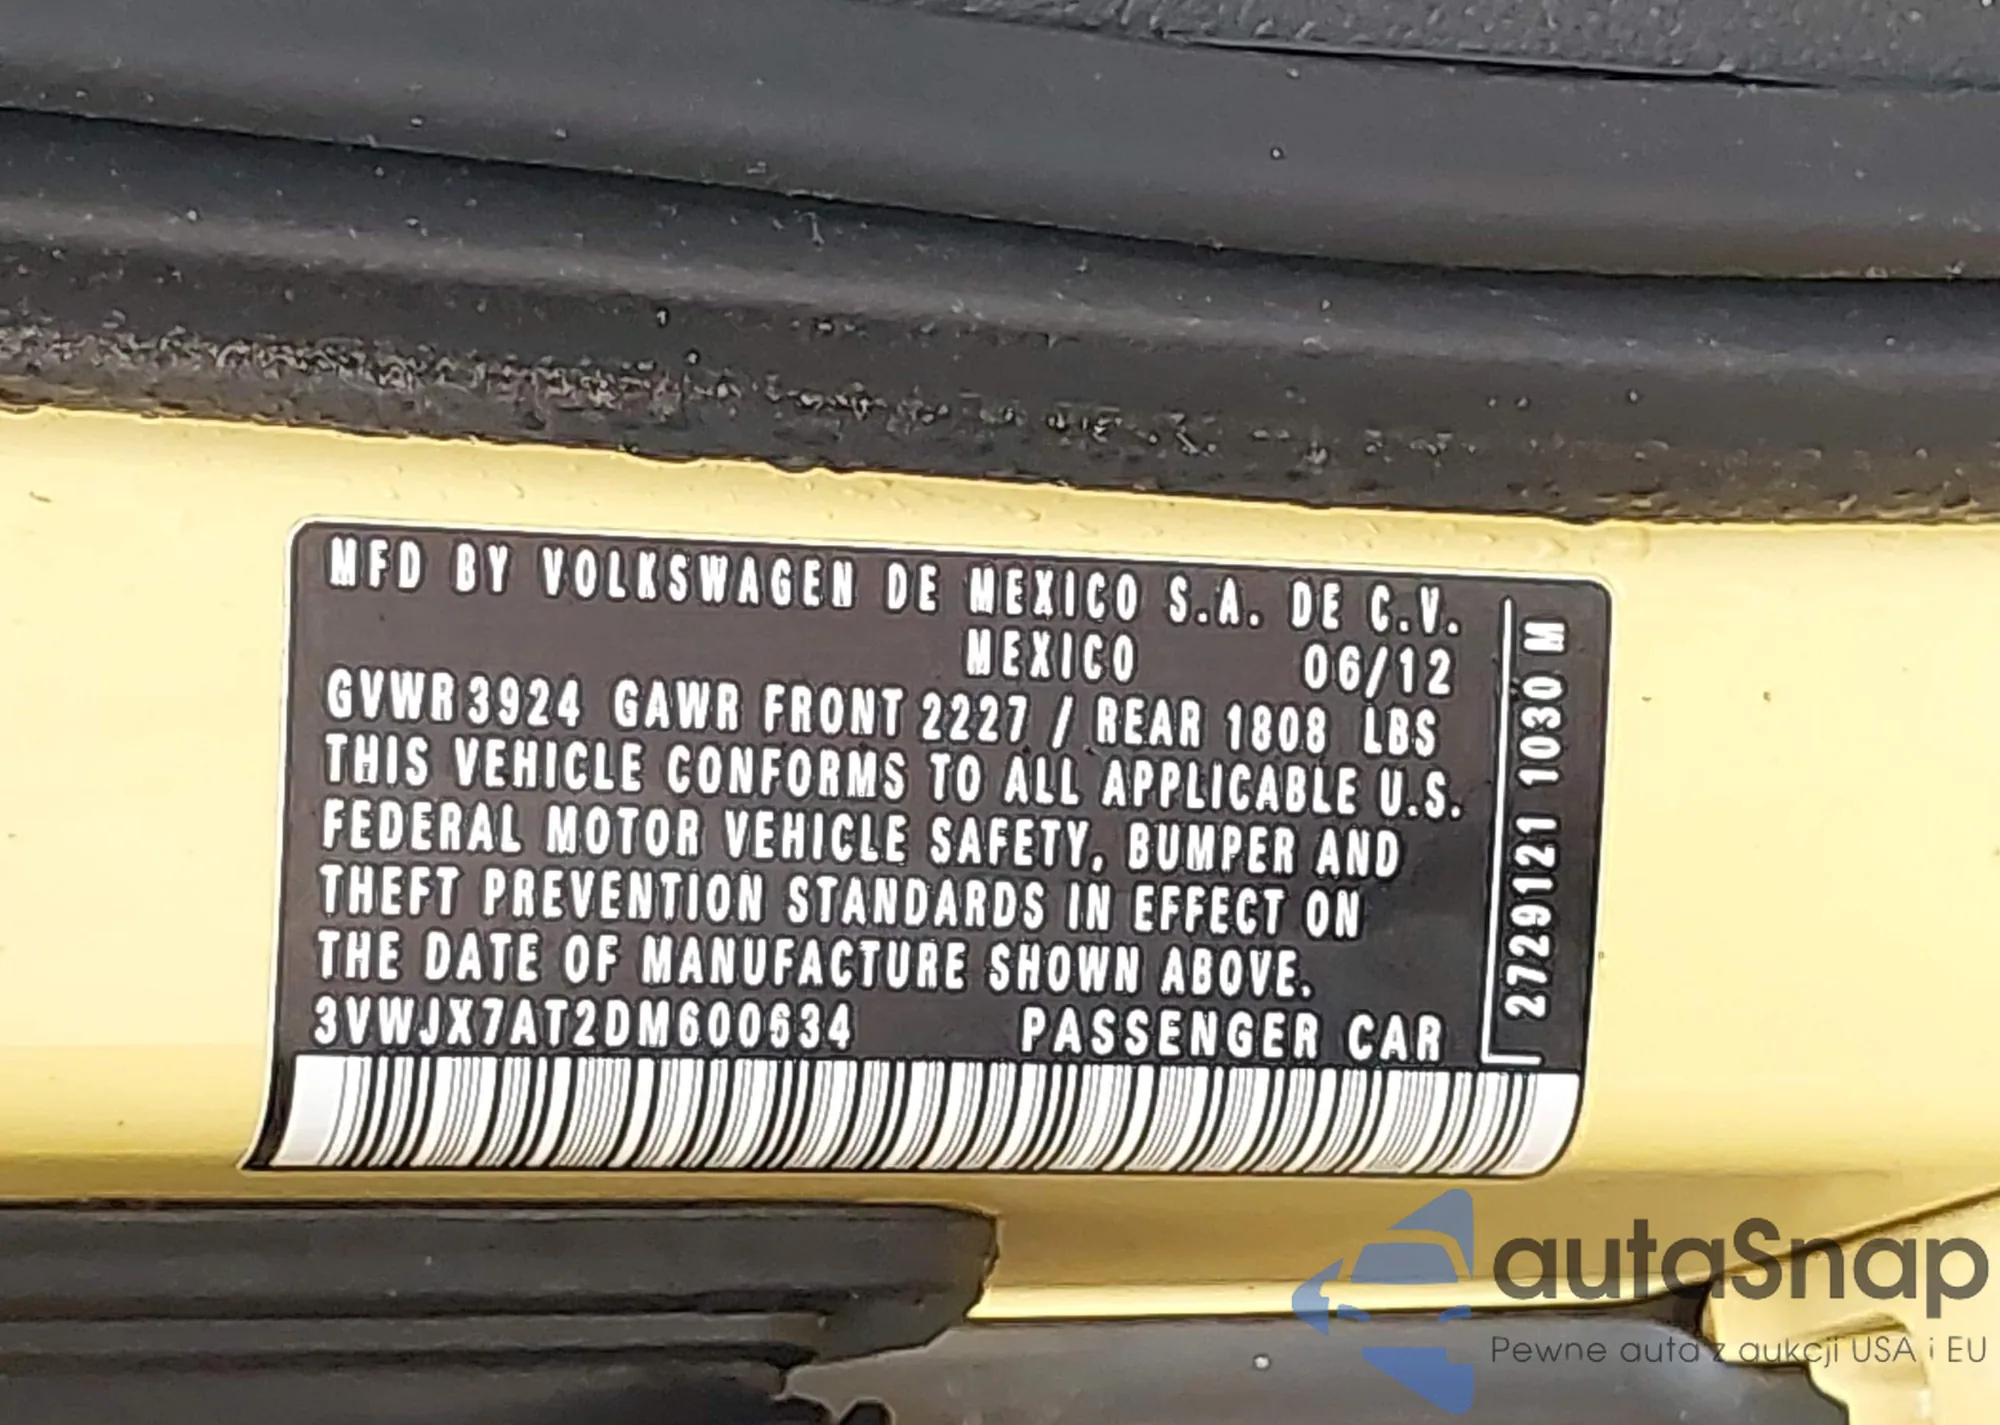 MFD BY VOLKSWAGEN DE MEXICO S.A. DE C.V.
MEXICO 06/12
GVWR 3924 GAWR FRONT 2227 / REAR 1808 LBS
THIS VEHICLE CONFORMS TO ALL APPLICABLE U.S.
FEDERAL MOTOR VEHICLE SAFETY, BUMPER AND
THEFT PREVENTION STANDARDS IN EFFECT ON
THE DATE OF MANUFACTURE SHOWN ABOVE.
3VWJX7AT2DM600634 PASSENGER CAR
2729121 1030 M
autaSnap
Pewne auta z aukcji USA i EU